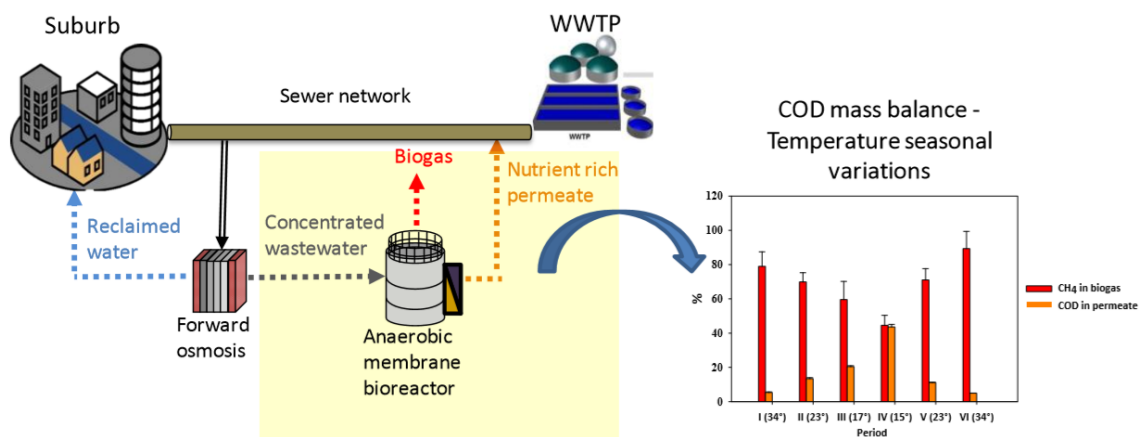 Suburb
WWTP
Sewer network
WWTP
Biogas
Nutrient rich
permeate
Reclaimed
water
Concentrated
wastewater
Forward
osmosis
Anaerobic
membrane
bioreactor
COD mass balance -
Temperature seasonal
variations
120
100
80
60
40
20
0
%
CH4 in biogas
COD in permeate
I (34°) II (23°) III (17°) IV (15°) V (23°) VI (34°)
Period